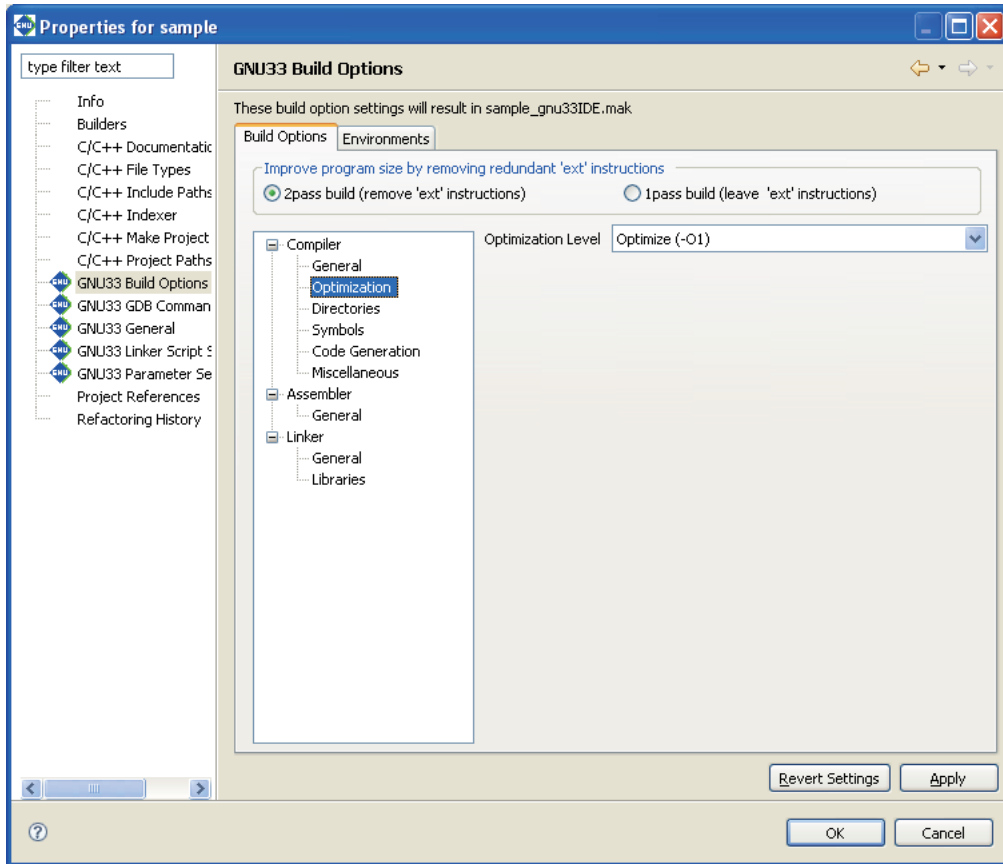 Properties for sample
type filter text
GNU33 Build Options
Info
Builders
C/C++ Documentatic
C/C++ File Types
C/C++ Include Paths
C/C++ Indexer
C/C++ Make Project
C/C++ Project Paths
GNU33 Build Options
GNU33 GDB Comman
GNU33 General
GNU33 Linker Script S
GNU33 Parameter Se
Project References
Refactoring History
These build option settings will result in sample_gnu33IDE.mak
Build Options Environments
Improve program size by removing redundant 'ext' instructions
2pass build (remove 'ext' instructions) 1pass build (leave 'ext' instructions)
Compiler
General
Optimization
Directories
Symbols
Code Generation
Miscellaneous
Assembler
General
Linker
General
Libraries
Optimization Level Optimize (-O1)
Revert Settings Apply
OK Cancel